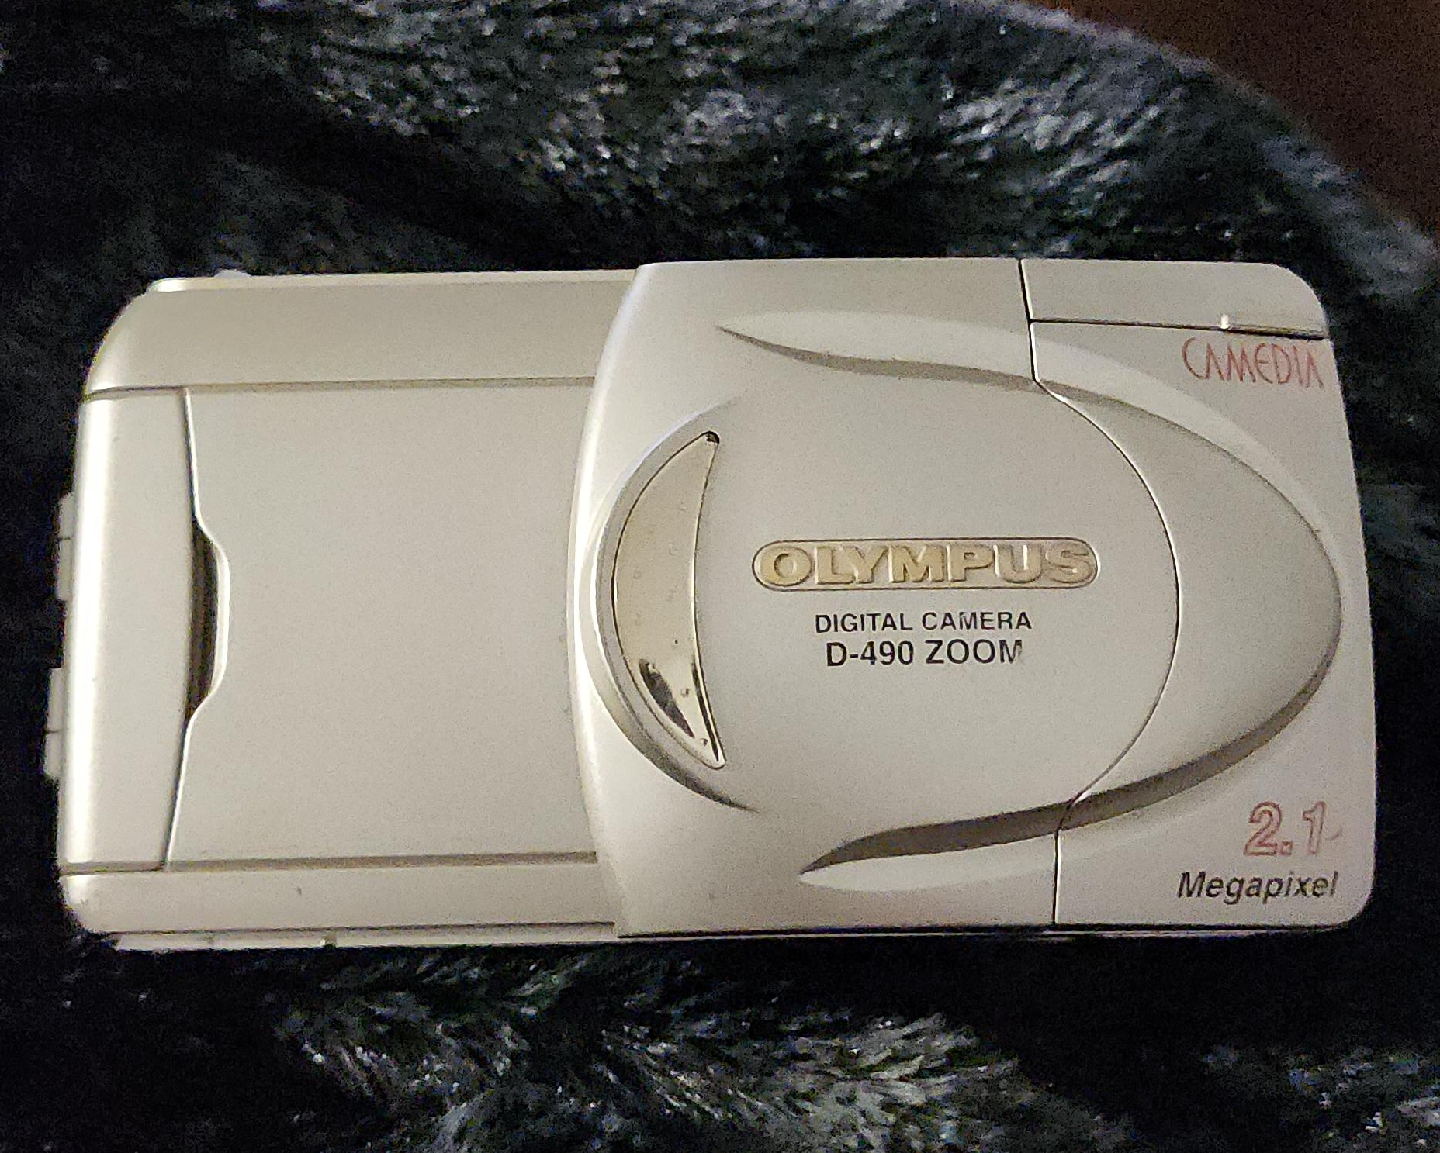 CAMEDIA
OLYMPUS
DIGITAL CAMERA
D-490 ZOOM
2.1
Megapixel